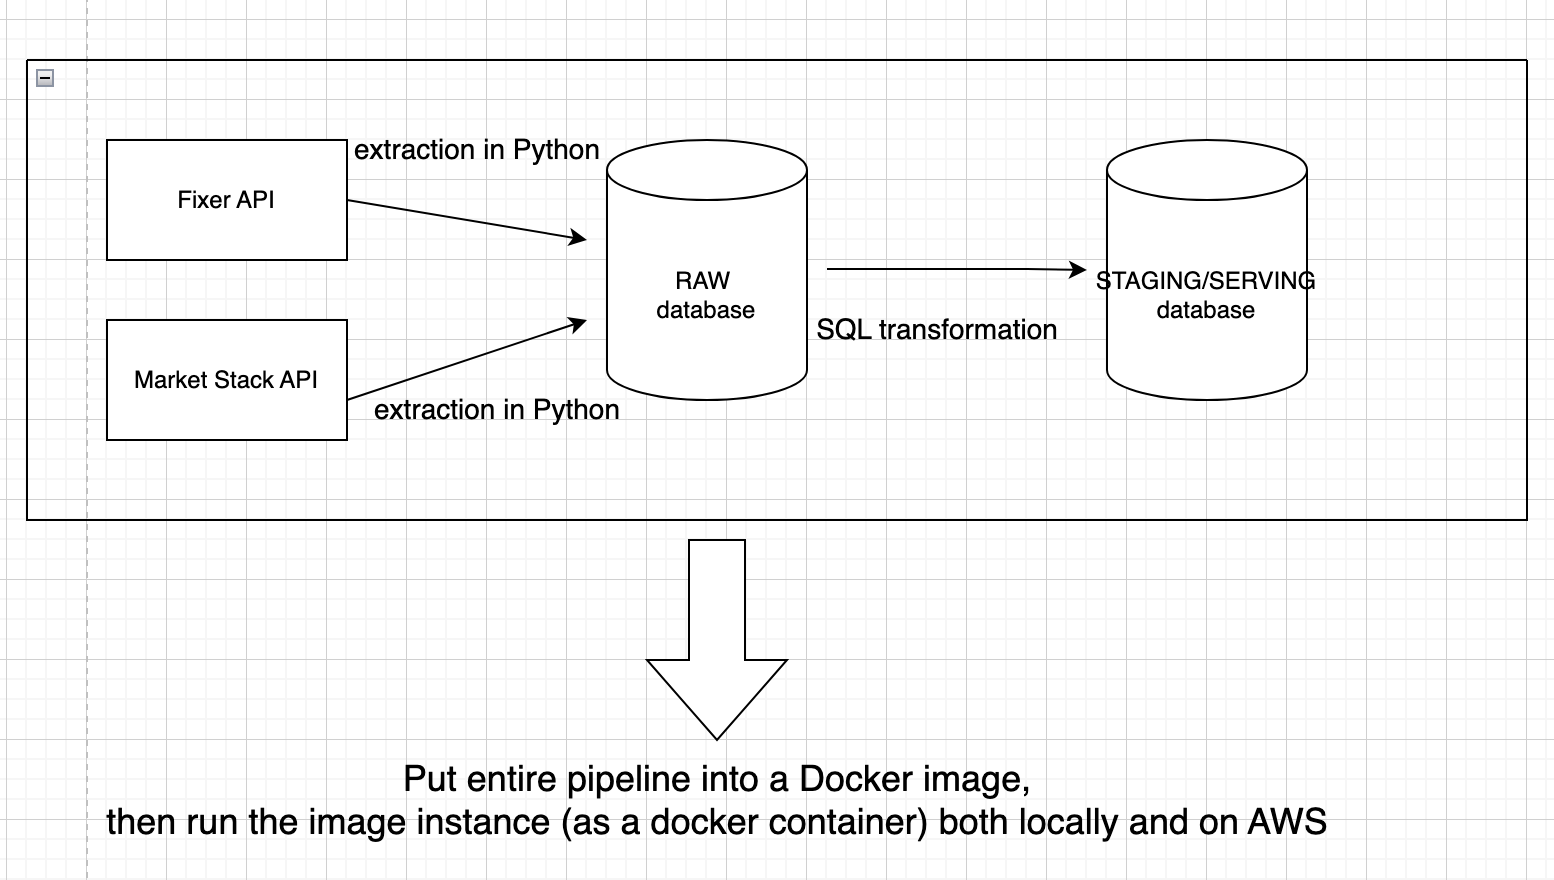 extraction in Python
Fixer API
RAW
database
STAGING/SERVING
database
SQL transformation
Market Stack API
extraction in Python
Put entire pipeline into a Docker image,
then run the image instance (as a docker container) both locally and on AWS